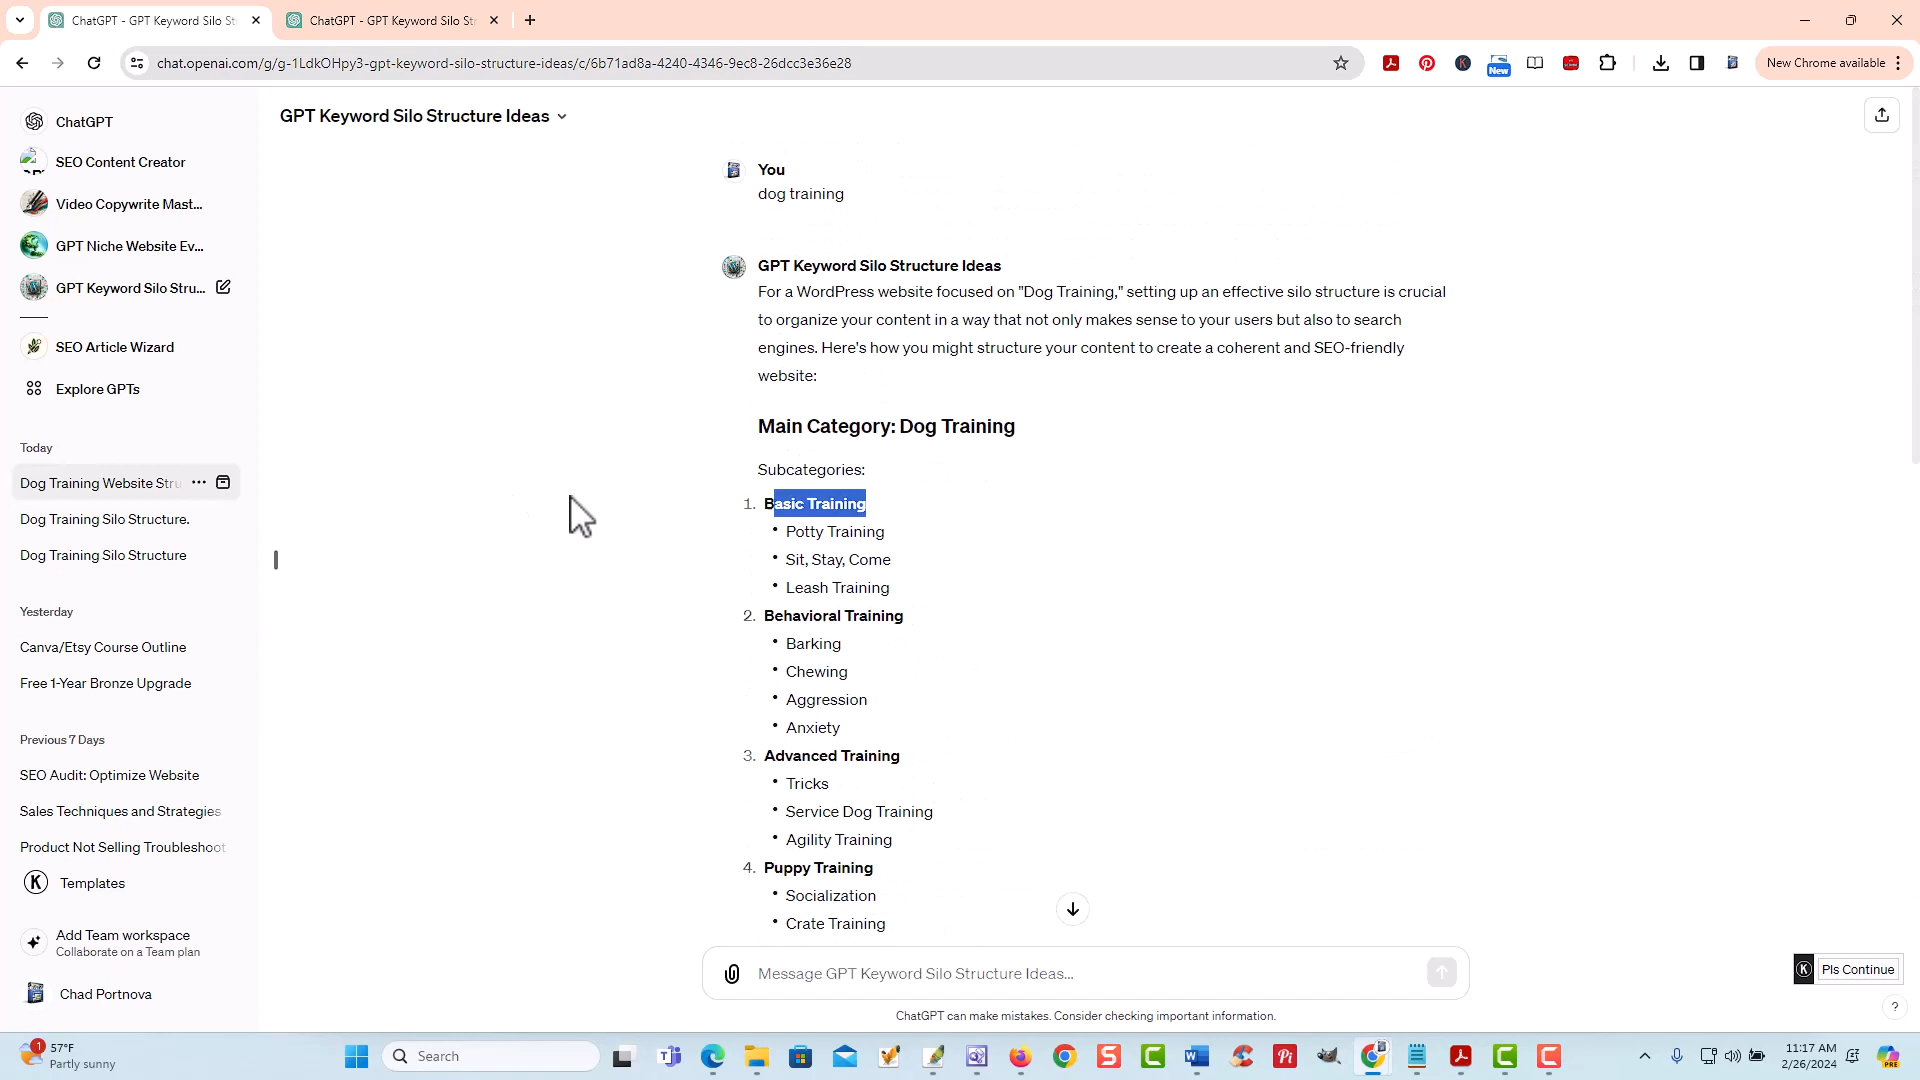 ChatGPT - GPT Keyword Silo St
ChatGPT - GPT Keyword Silo Str
chat.openai.com/g/g-1LdkOHpy3-gpt-keyword-silo-structure-ideas/c/6b71ad8a-4240-4346-9ec8-26dcc3e36e28
New
New Chrome available
ChatGPT
SEO Content Creator
Video Copywrite Mast...
GPT Niche Website Ev...
GPT Keyword Silo Stru...
SEO Article Wizard
Explore GPTs
Today
Dog Training Website Stru
Dog Training Silo Structure.
Dog Training Silo Structure
Yesterday
Canva/Etsy Course Outline
Free 1-Year Bronze Upgrade
Previous 7 Days
SEO Audit: Optimize Website
Sales Techniques and Strategies
Product Not Selling Troubleshoot
K Templates
Add Team workspace
Collaborate on a Team plan
Chad Portnova
GPT Keyword Silo Structure Ideas
You
dog training
GPT Keyword Silo Structure Ideas
For a WordPress website focused on "Dog Training," setting up an effective silo structure is crucial
to organize your content in a way that not only makes sense to your users but also to search
engines. Here's how you might structure your content to create a coherent and SEO-friendly
website:
Main Category: Dog Training
Subcategories:
1. Basic Training
• Potty Training
• Sit, Stay, Come
• Leash Training
2. Behavioral Training
• Barking
• Chewing
• Aggression
• Anxiety
3. Advanced Training
• Tricks
• Service Dog Training
• Agility Training
4. Puppy Training
• Socialization
• Crate Training
Message GPT Keyword Silo Structure Ideas...
ChatGPT can make mistakes. Consider checking important information.
K Pls Continue
?
1
57°F
Partly sunny
Search
11:17 AM
2/26/2024